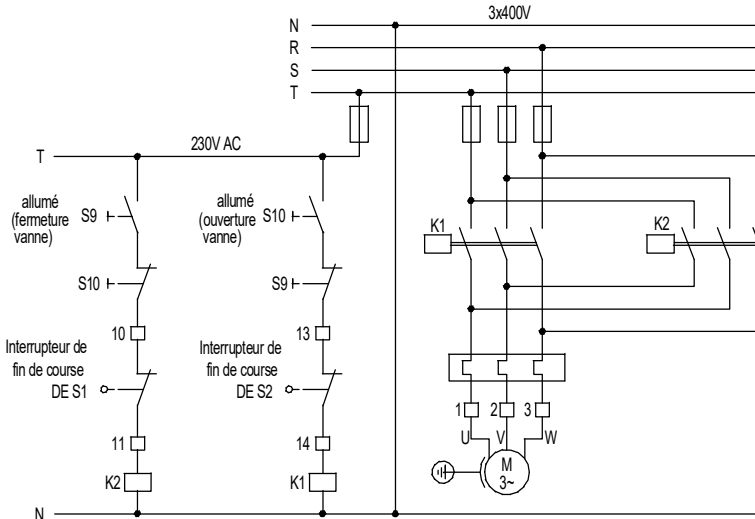 3x400V
N
R
S
T
230V AC
T
allumé
(fermeture
vanne)
S9
allumé
(ouverture
vanne)
S10
K1
K2
S10
S9
10
13
Interrupteur de
fin de course
DE S1
Interrupteur de
fin de course
DE S2
1
2
3
U
V
W
11
14
M
3~
K2
K1
N